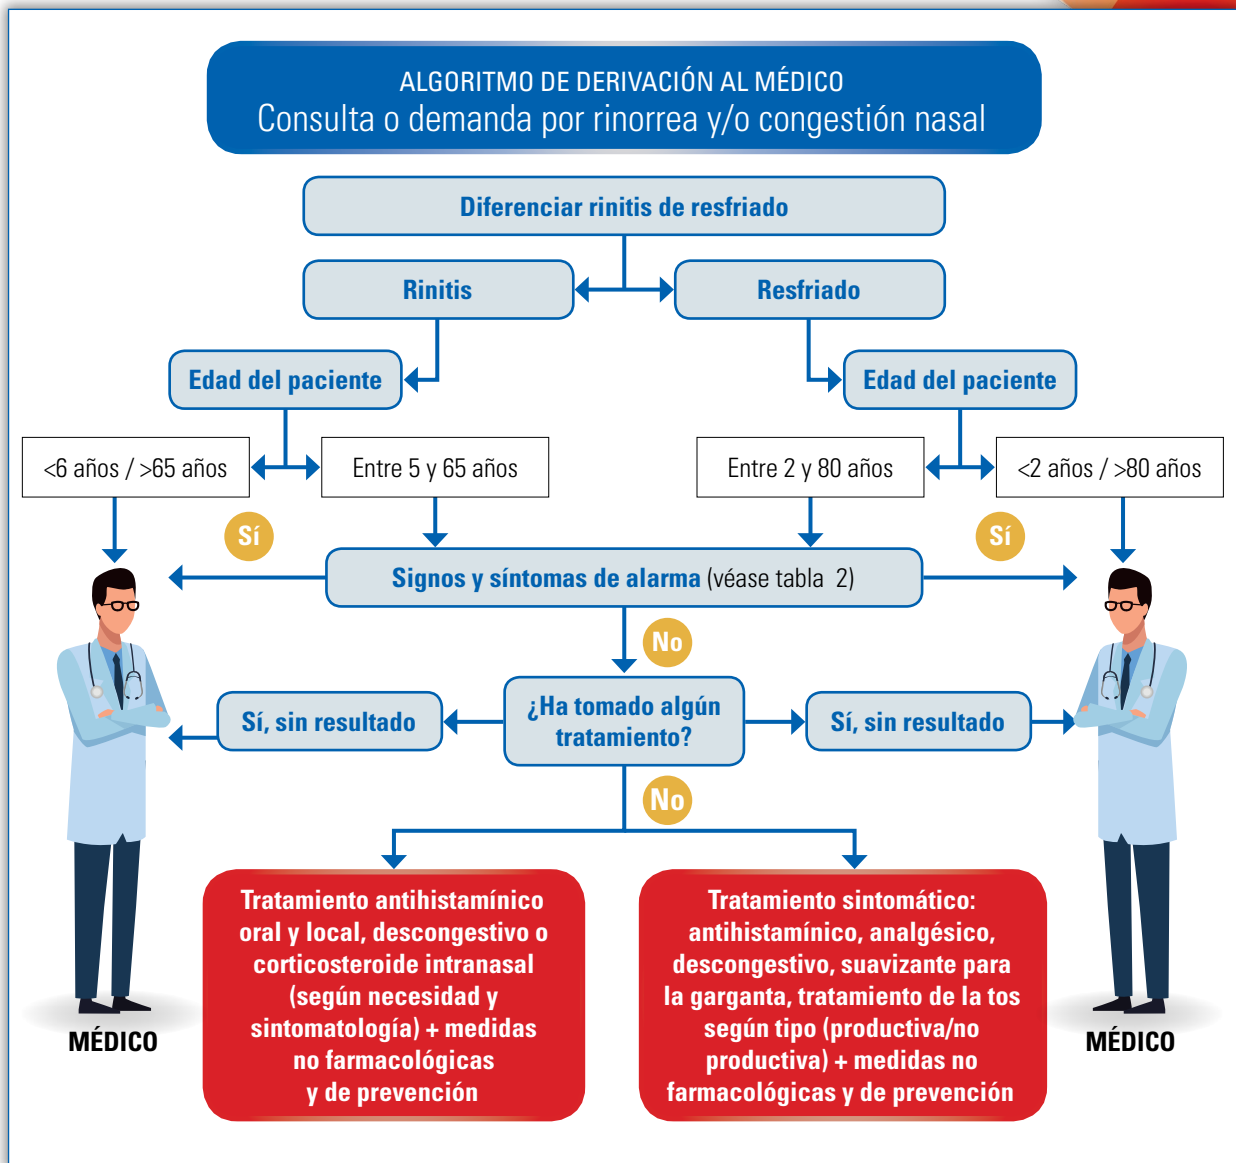 ALGORITMO DE DERIVACIÓN AL MÉDICO
Consulta o demanda por rinorrea y/o congestión nasal
Diferenciar rinitis de resfriado
Rinitis
Resfriado
Edad del paciente
Edad del paciente
<6 años / >65 años
Entre 5 y 65 años
Entre 2 y 80 años
<2 años / >80 años
Sí
Sí
Signos y síntomas de alarma (véase tabla 2)
No
Sí, sin resultado
¿Ha tomado algún
tratamiento?
Sí, sin resultado
No
Tratamiento antihistamínico
oral y local, descongestivo o
corticosteroide intranasal
(según necesidad y
sintomatología) + medidas
no farmacológicas
y de prevención
Tratamiento sintomático:
antihistamínico, analgésico,
descongestivo, suavizante para
la garganta, tratamiento de la tos
según tipo (productiva/no
productiva) + medidas no
farmacológicas y de prevención
MÉDICO
MÉDICO